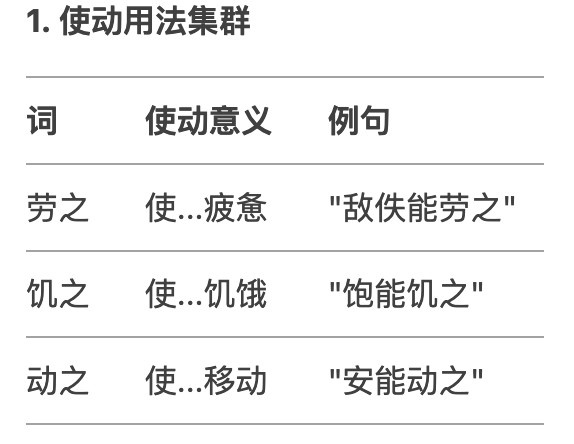 1. 使动用法集群
词 使动意义 例句
劳之 使...疲惫 "敌佚能劳之"
饥之 使...饥饿 "饱能饥之"
动之 使...移动 "安能动之"